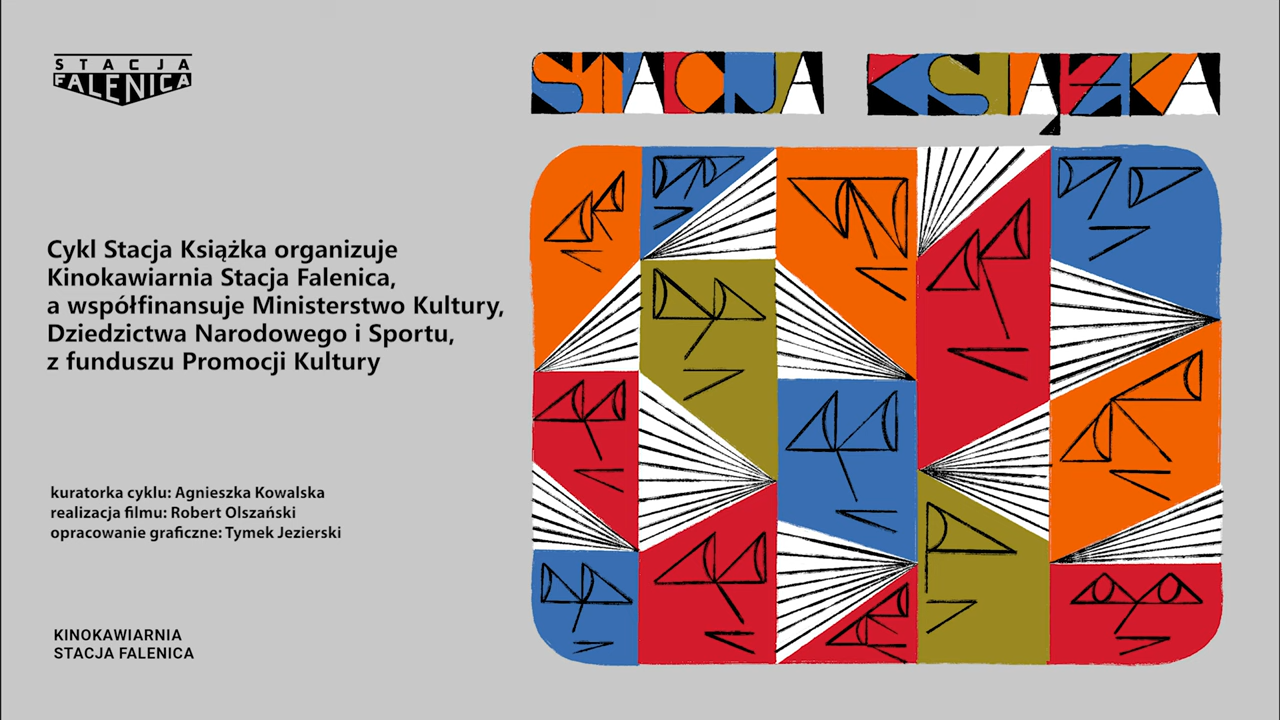 STACJA
FALENICA
STACJA KSIĄŻKA
Cykl Stacja Książka organizuje
Kinokawiarnia Stacja Falenica,
a współfinansuje Ministerstwo Kultury,
Dziedzictwa Narodowego i Sportu,
z funduszu Promocji Kultury
kuratorka cyklu: Agnieszka Kowalska
realizacja filmu: Robert Olszański
opracowanie graficzne: Tymek Jezierski
KINOKAWIARNIA
STACJA FALENICA